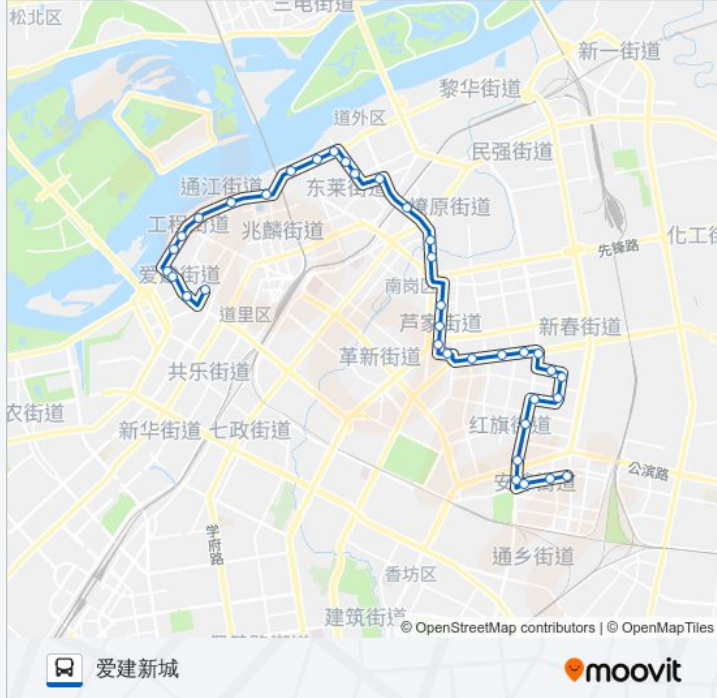 松北区
三电街道
新一街道
黎华街道
道外区
民强街道
通江街道
东莱街道
燎原街道
工程街道
兆麟街道
化工街
先锋路
爱建街道
南岗区
道里区
芦家街道
新春街道
革新街道
共乐街道
农街道
红旗街道
新华街道
七政街道
公滨路
安埠街道
学府路
通乡街道
香坊区
建筑街道
© OpenStreetMap contributors | © OpenMapTiles
爱建新城
moovit